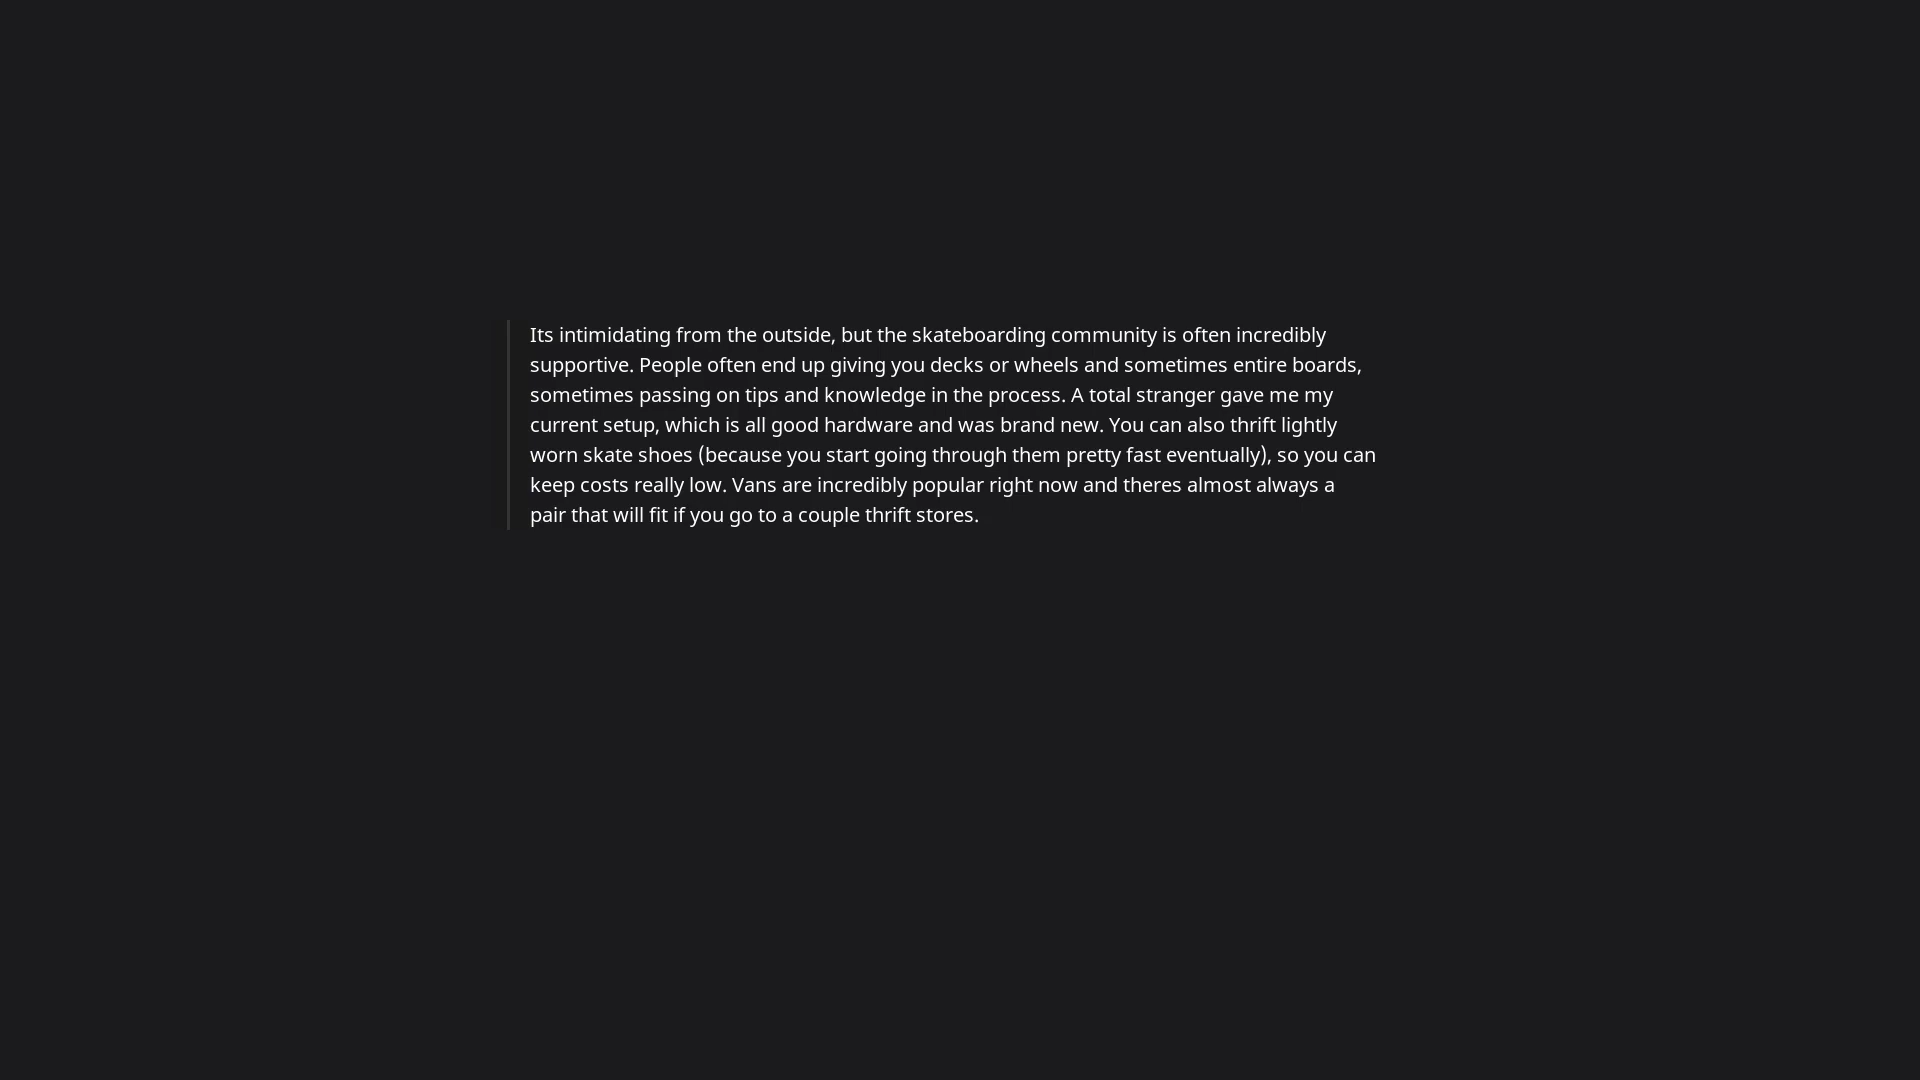 Its intimidating from the outside, but the skateboarding community is often incredibly
supportive. People often end up giving you decks or wheels and sometimes entire boards,
sometimes passing on tips and knowledge in the process. A total stranger gave me my
current setup, which is all good hardware and was brand new. You can also thrift lightly
worn skate shoes (because you start going through them pretty fast eventually), so you can
keep costs really low. Vans are incredibly popular right now and theres almost always a
pair that will fit if you go to a couple thrift stores.